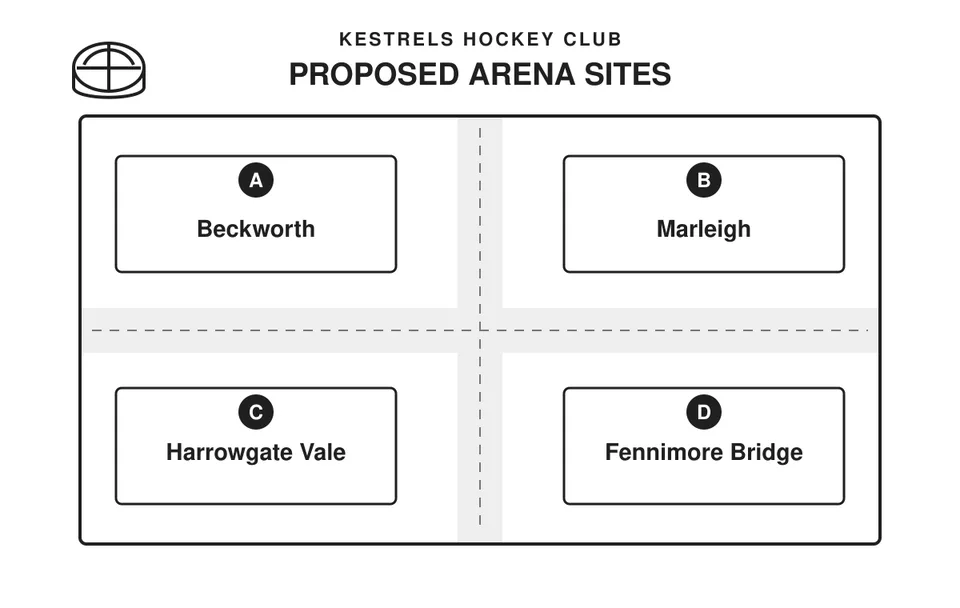 KESTRELS HOCKEY CLUB
PROPOSED ARENA SITES
A
Beckworth
B
Marleigh
C
Harrowgate Vale
D
Fennimore Bridge